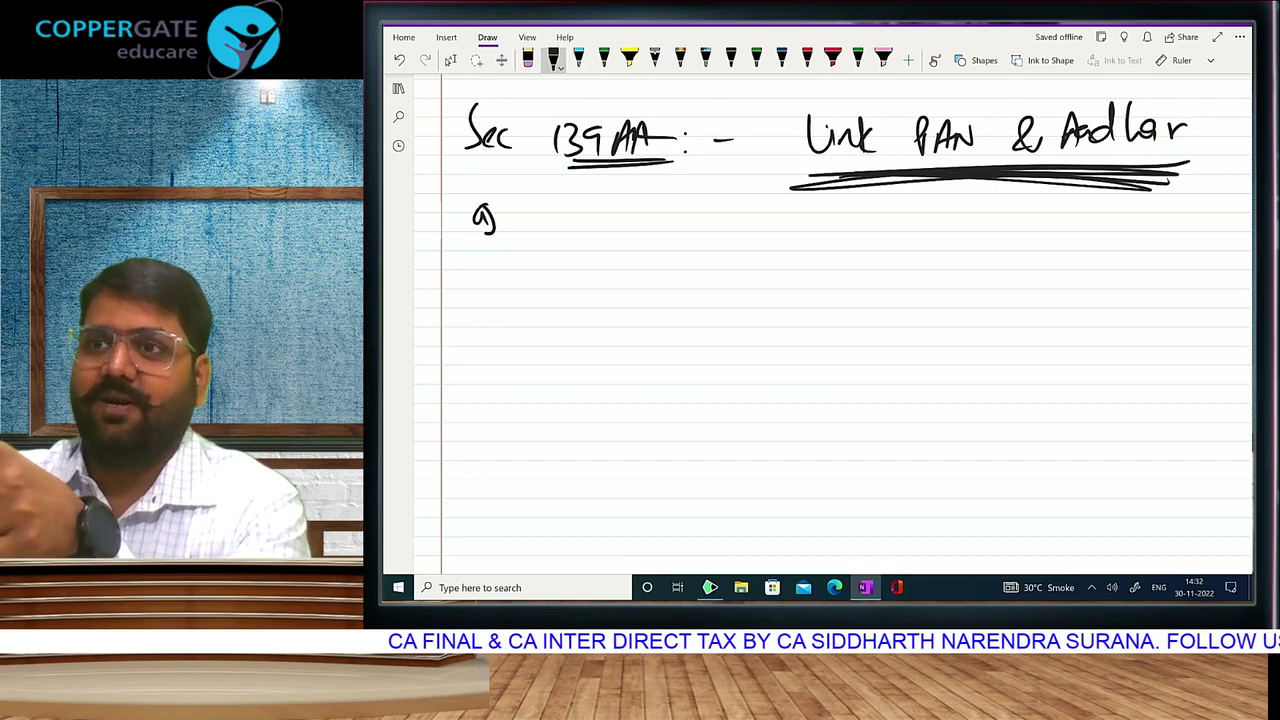 COPPERGATE
educare
Home Insert Draw View Help
Saved offline
Share
Shapes
Ink to Shape
Ink to Text
Ruler
Sec 139AA :- Link PAN & Aadhar
a)
Type here to search
30°C Smoke
ENG
14:32
30-11-2022
CA FINAL & CA INTER DIRECT TAX BY CA SIDDHARTH NARENDRA SURANA. FOLLOW US